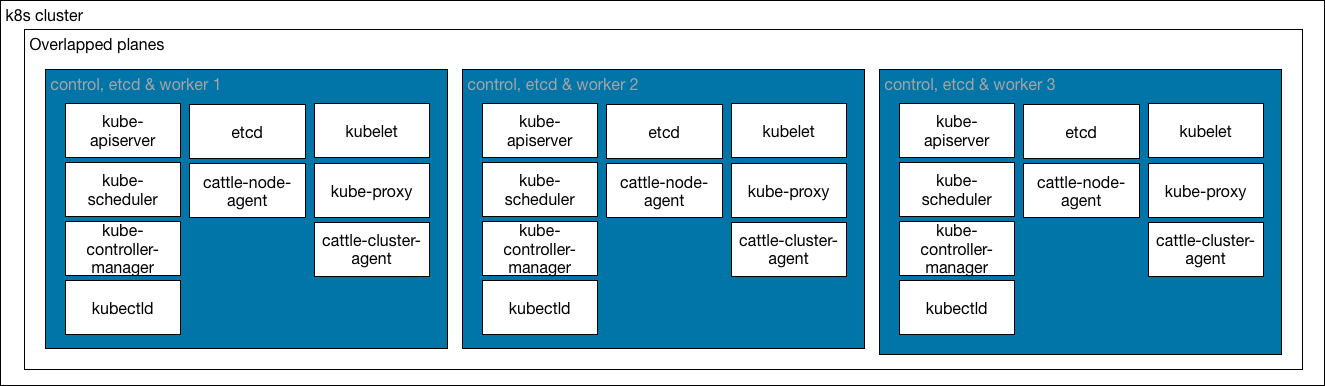 k8s cluster
Overlapped planes
control, etcd & worker 1
kube-
apiserver
etcd
kubelet
kube-
scheduler
cattle-node-
agent
kube-proxy
kube-
controller-
manager
cattle-cluster-
agent
kubectld
control, etcd & worker 2
kube-
apiserver
etcd
kubelet
kube-
scheduler
cattle-node-
agent
kube-proxy
kube-
controller-
manager
cattle-cluster-
agent
kubectld
control, etcd & worker 3
kube-
apiserver
etcd
kubelet
kube-
scheduler
cattle-node-
agent
kube-proxy
kube-
controller-
manager
cattle-cluster-
agent
kubectld